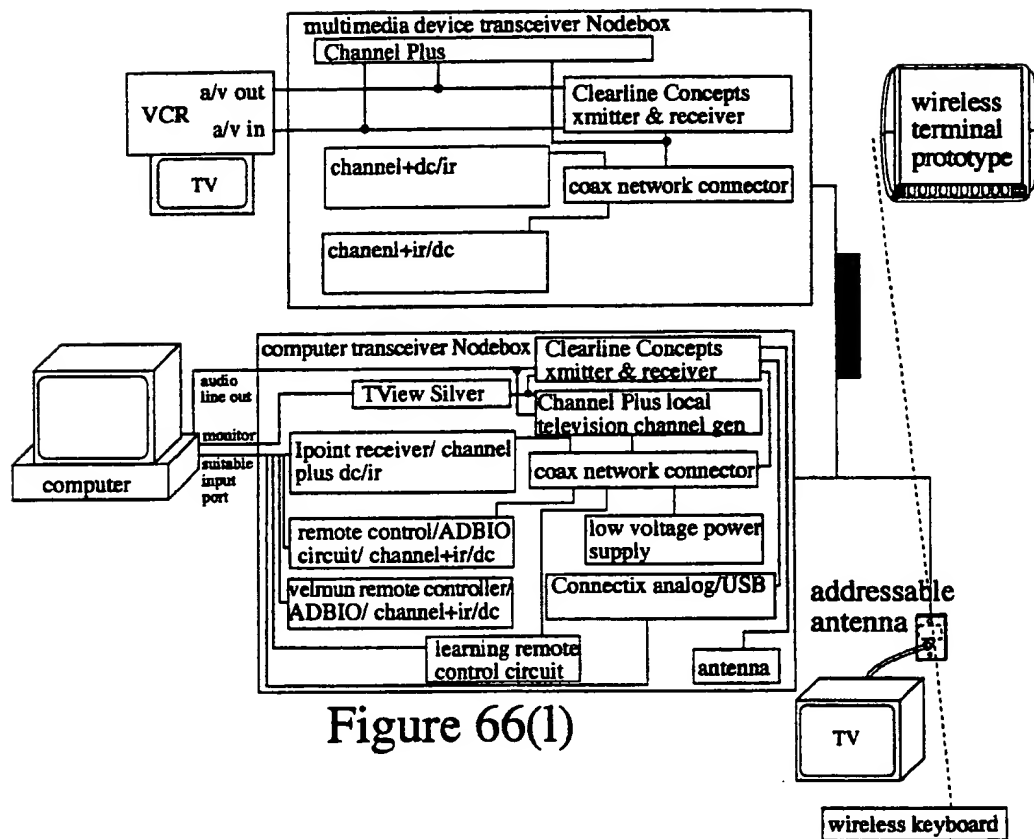 multimedia device transceiver Nodebox
Channel Plus
a/v out
VCR
a/v in
TV
Clearline Concepts
xmitter & receiver
channel+dc/ir
coax network connector
chanenl+ir/dc
wireless
terminal
prototype
computer transceiver Nodebox
Clearline Concepts
xmitter & receiver
audio
line out
TView Silver
Channel Plus local
television channel gen
monitor
Ipoint receiver/ channel
plus dc/ir
coax network connector
suitable
input
port
computer
remote control/ADBIO
circuit/ channel+ir/dc
low voltage power
supply
velmun remote controller/
ADBIO/ channel+ir/dc
Connectix analog/USB
learning remote
control circuit
antenna
addressable
antenna
TV
Figure 66(1)
wireless keyboard